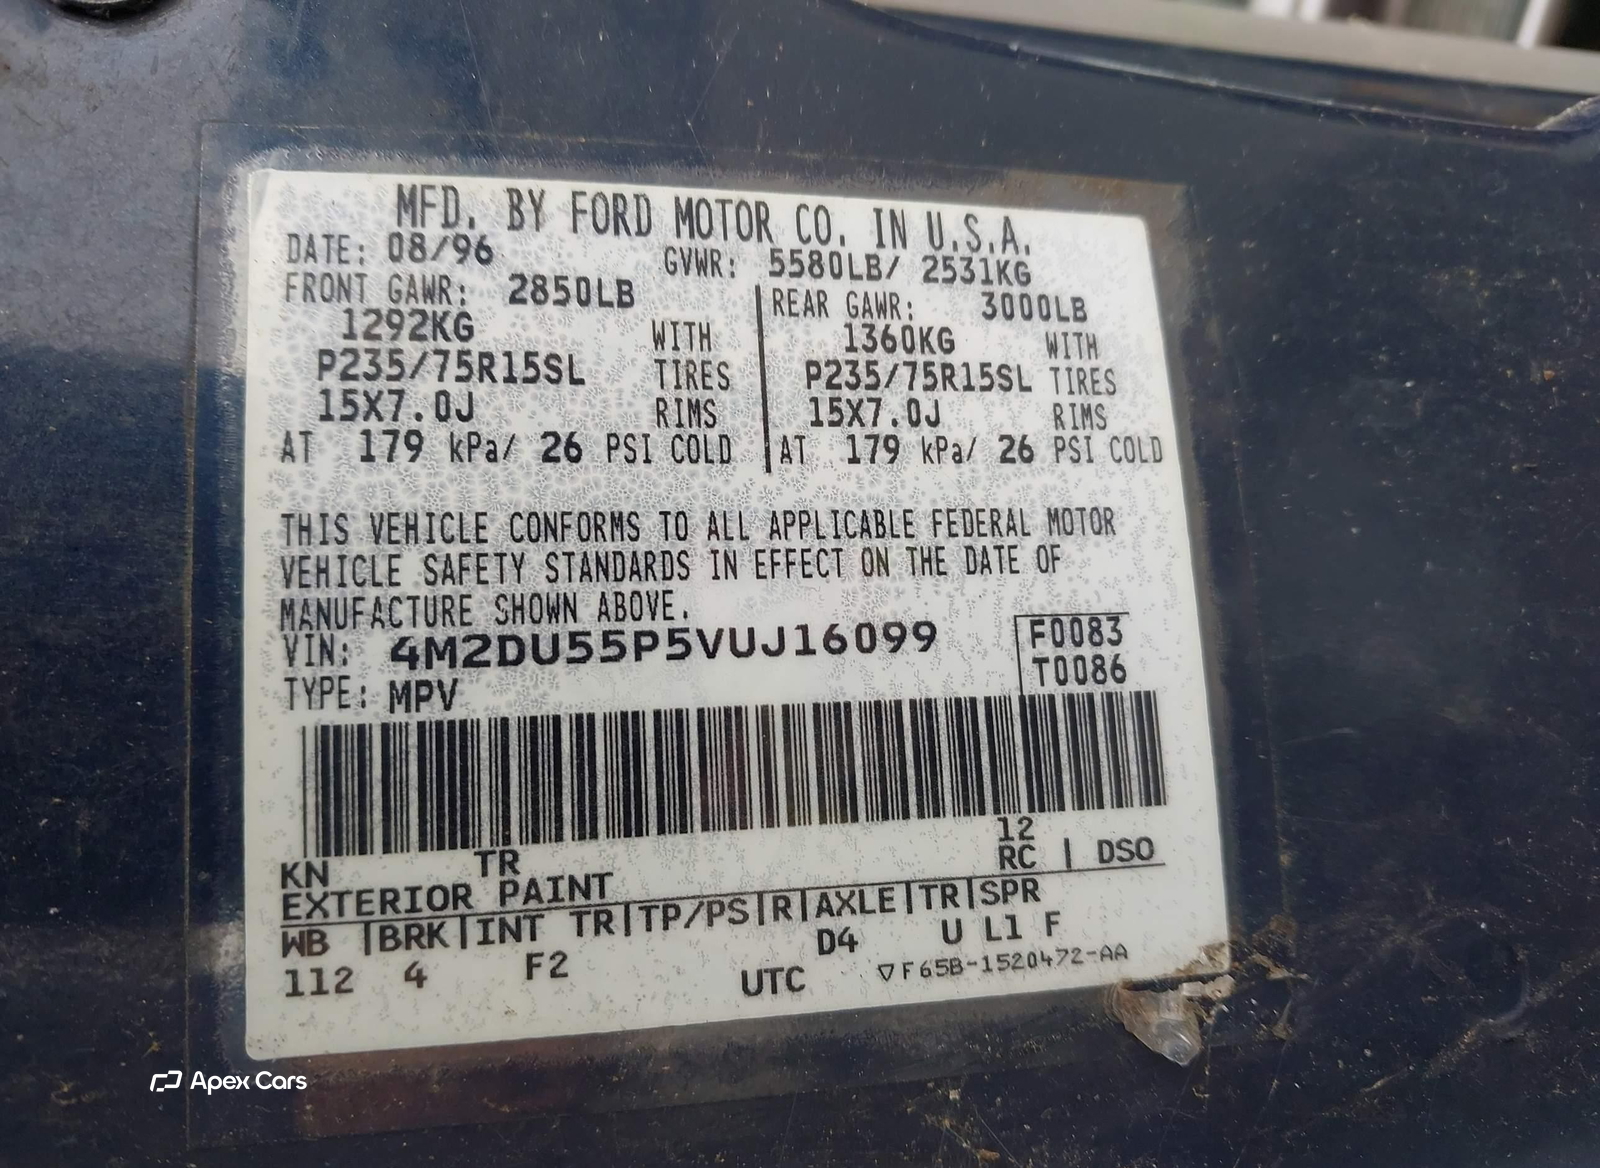 MFD. BY FORD MOTOR CO. IN U.S.A.
DATE: 08/96 GVWR: 5580LB/ 2531KG
FRONT GAWR: 2850LB REAR GAWR: 3000LB
1292KG WITH 1360KG WITH
P235/75R15SL TIRES P235/75R15SL TIRES
15X7.0J RIMS 15X7.0J RIMS
AT 179 kPa/ 26 PSI COLD AT 179 kPa/ 26 PSI COLD
THIS VEHICLE CONFORMS TO ALL APPLICABLE FEDERAL MOTOR
VEHICLE SAFETY STANDARDS IN EFFECT ON THE DATE OF
MANUFACTURE SHOWN ABOVE.
VIN: 4M2DU55P5VUJ16099 F0083
TYPE: MPV T0086
12
KN TR RC | DSO
EXTERIOR PAINT
WB |BRK|INT TR|TP/PS|R|AXLE|TR|SPR
112 4 F2 UTC D4 U L1 F
▽F65B-1520472-AA
Apex Cars